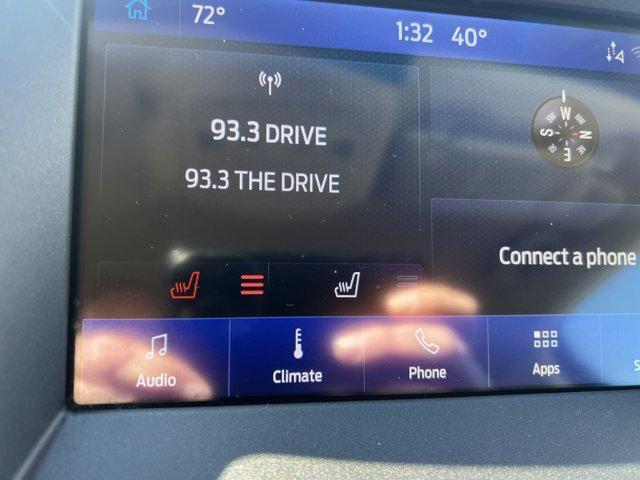 72° 1:32 40°
93.3 DRIVE
93.3 THE DRIVE
W
S N
E
Connect a phone
Audio Climate Phone Apps